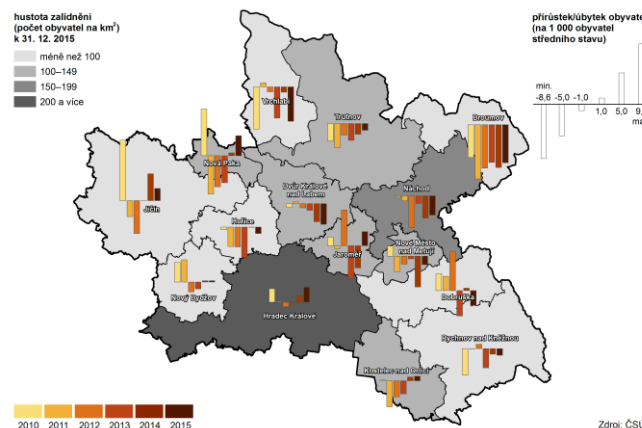 hustota zalidnění
(počet obyvatel na km²)
k 31. 12. 2015
méně než 100
100–149
150–199
200 a více
přírůstek/úbytek obyvate
(na 1 000 obyvatel
středního stavu)
min.
-8,6
-5,0
-1,0
1,0
5,0
9,
ma
Vrchlabí
Trutnov
Broumov
Nová Paka
Jičín
Dvůr Králové
nad Labem
Náchod
Hořice
Jaroměř
Nové Město
nad Metují
Nový Bydžov
Hradec Králové
Dobruška
Rychnov nad Kněžnou
Kostelec nad Orlicí
2010
2011
2012
2013
2014
2015
Zdroj: ČSÚ